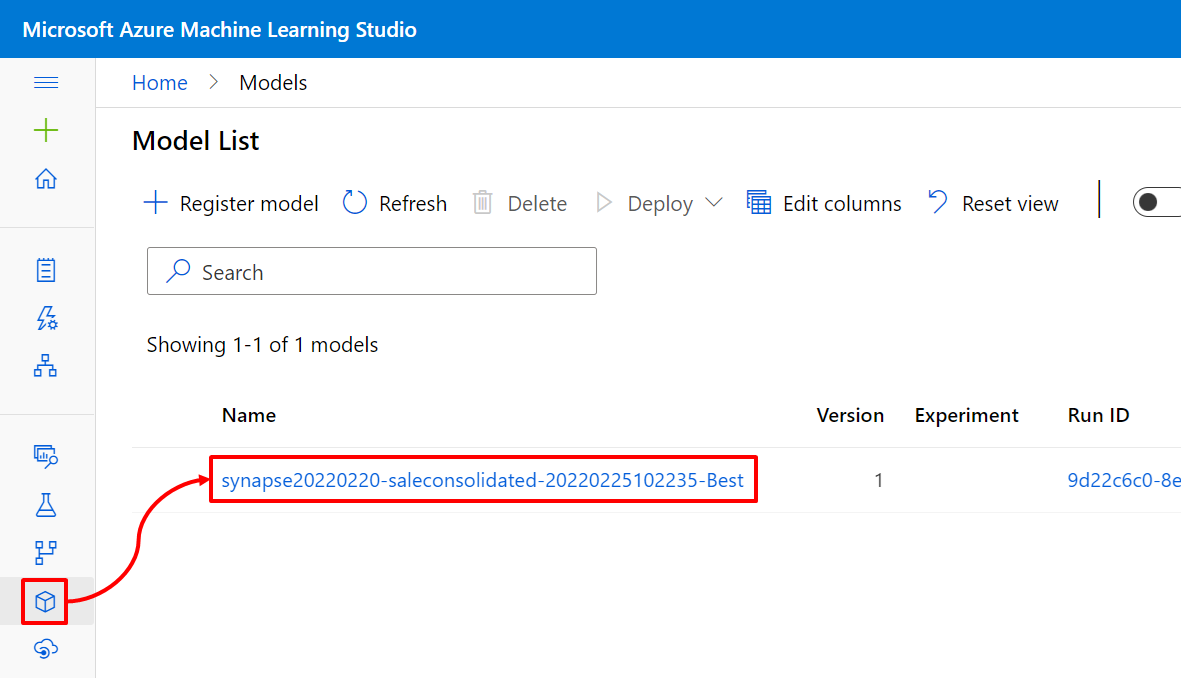 Microsoft Azure Machine Learning Studio
Home > Models
Model List
Register model Refresh Delete Deploy Edit columns Reset view
Search
Showing 1-1 of 1 models
Name Version Experiment Run ID
synapse20220220-saleconsolidated-20220225102235-Best 1 9d22c6c0-8e